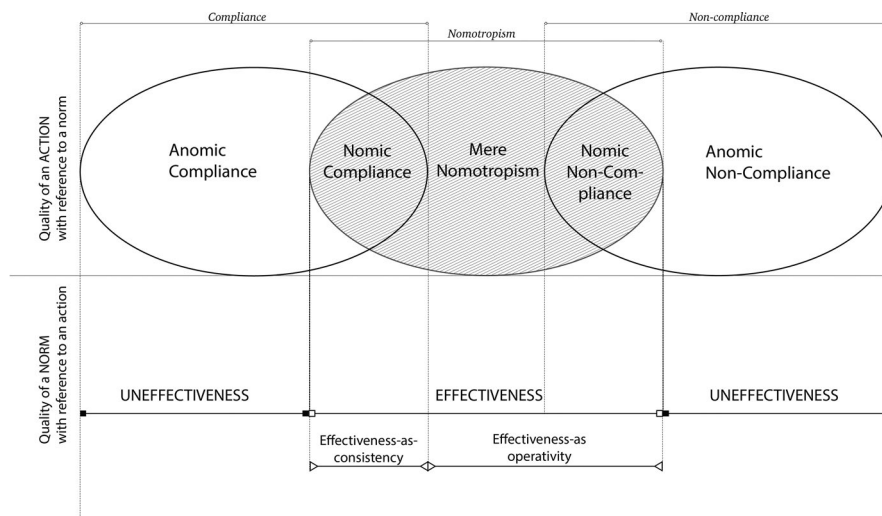 Compliance
Non-compliance
Nomotropism
Quality of an ACTION
with reference to a norm
Anomic
Compliance
Nomic
Compliance
Mere
Nomotropism
Nomic
Non-Com-
pliance
Anomic
Non-Compliance
Quality of a NORM
with reference to an action
UNEFFECTIVENESS
EFFECTIVENESS
UNEFFECTIVENESS
Effectiveness-as-
consistency
Effectiveness-as
operativity